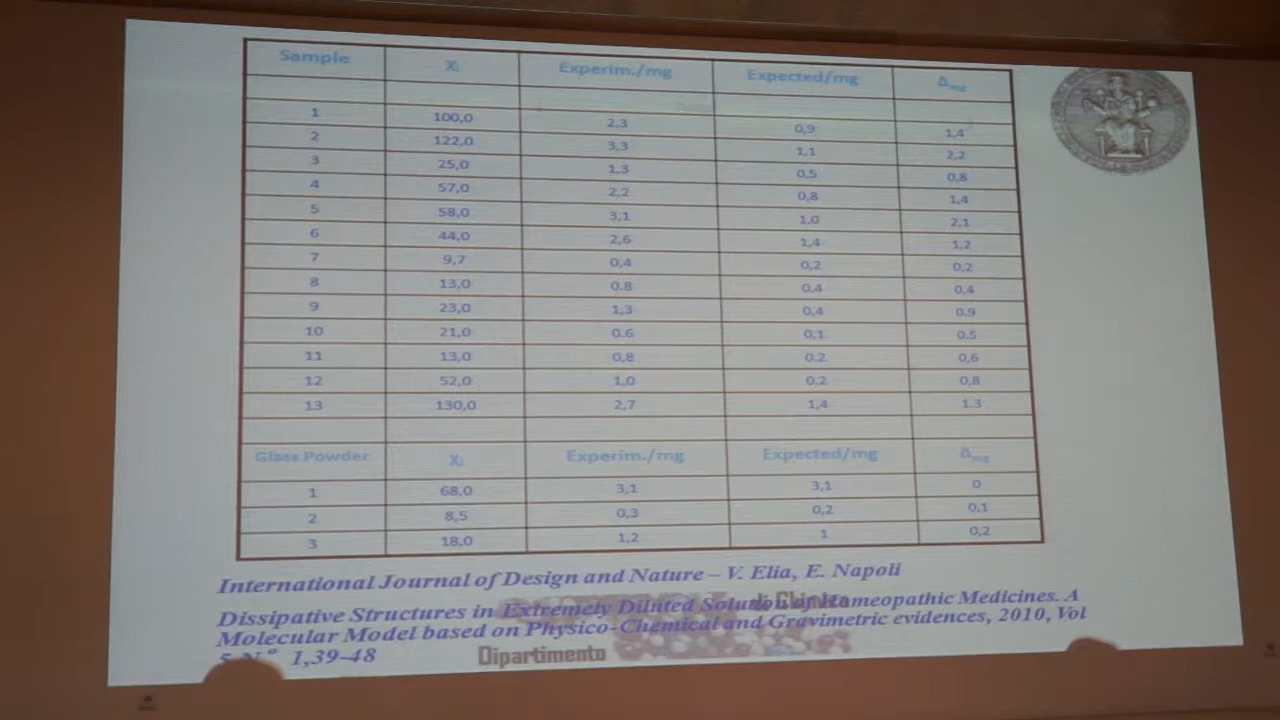 Sample χᵢ Experim./mg Expected/mg Δmg
1 100,0 2,3 0,9 1,4
2 122,0 3,3 1,1 2,2
3 25,0 1,3 0,5 0,8
4 57,0 2,2 0,8 1,4
5 58,0 3,1 1,0 2,1
6 44,0 2,6 1,4 1,2
7 9,7 0,4 0,2 0,2
8 13,0 0.8 0,4 0,4
9 23,0 1,3 0,4 0.9
10 21,0 0.6 0,1 0.5
11 13,0 0,8 0.2 0,6
12 52,0 1,0 0.2 0,8
13 130,0 2,7 1,4 1.3
Glass Powder χᵢ Experim./mg Expected/mg Δmg
1 68,0 3,1 3,1 0
2 8,5 0,3 0,2 0,1
3 18,0 1,2 1 0,2
International Journal of Design and Nature – V. Elia, E. Napoli
Dissipative Structures in Extremely Diluted Solution of Homeopathic Medicines. A
Molecular Model based on Physico-Chemical and Gravimetric evidences, 2010, Vol
5 N° 1,39-48
Dipartimento
di Chimica